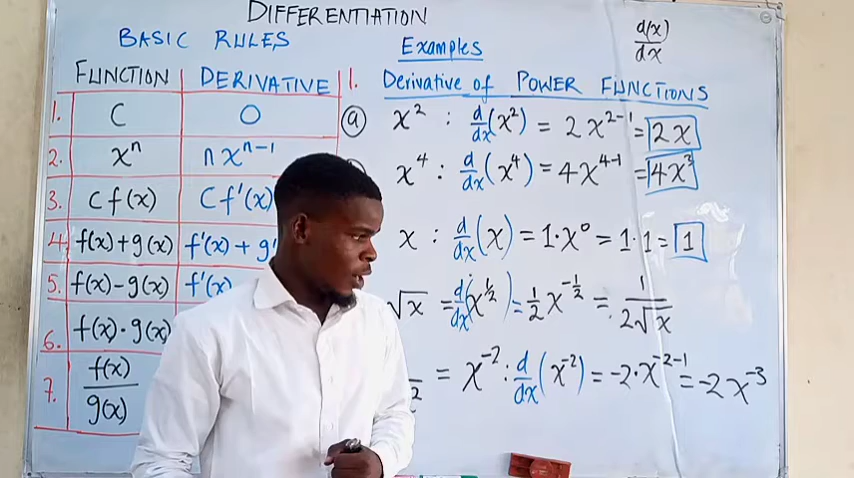 DIFFERENTIATION
d(x)/dx
BASIC RULES
FUNCTION DERIVATIVE
1. C 0
2. xⁿ nxⁿ⁻¹
3. Cf(x) Cf'(x)
4. f(x)+g(x) f'(x) + g'
5. f(x)-g(x) f'(x)
6. f(x)·g(x)
7. f(x)/g(x)
Examples
1. Derivative of POWER FUNCTIONS
(a) x² : d/dx(x²) = 2x²⁻¹ = 2x
x⁴ : d/dx(x⁴) = 4x⁴⁻¹ = 4x³
x : d/dx(x) = 1·x⁰ = 1·1 = 1
√x = d/dx(x^½) = ½x^-½ = 1/2√x
= x⁻² : d/dx(x⁻²) = -2·x⁻²⁻¹ = -2x⁻³